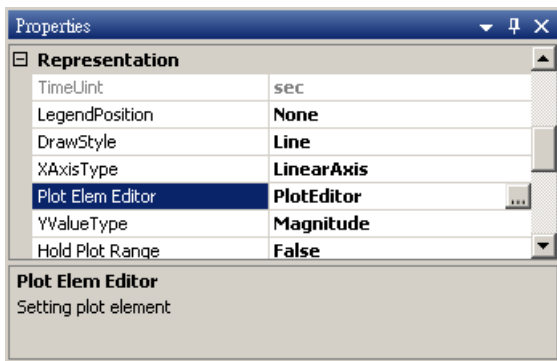 Properties
Representation
TimeUint sec
LegendPosition None
DrawStyle Line
XAxisType LinearAxis
Plot Elem Editor PlotEditor ...
YValueType Magnitude
Hold Plot Range False
Plot Elem Editor
Setting plot element